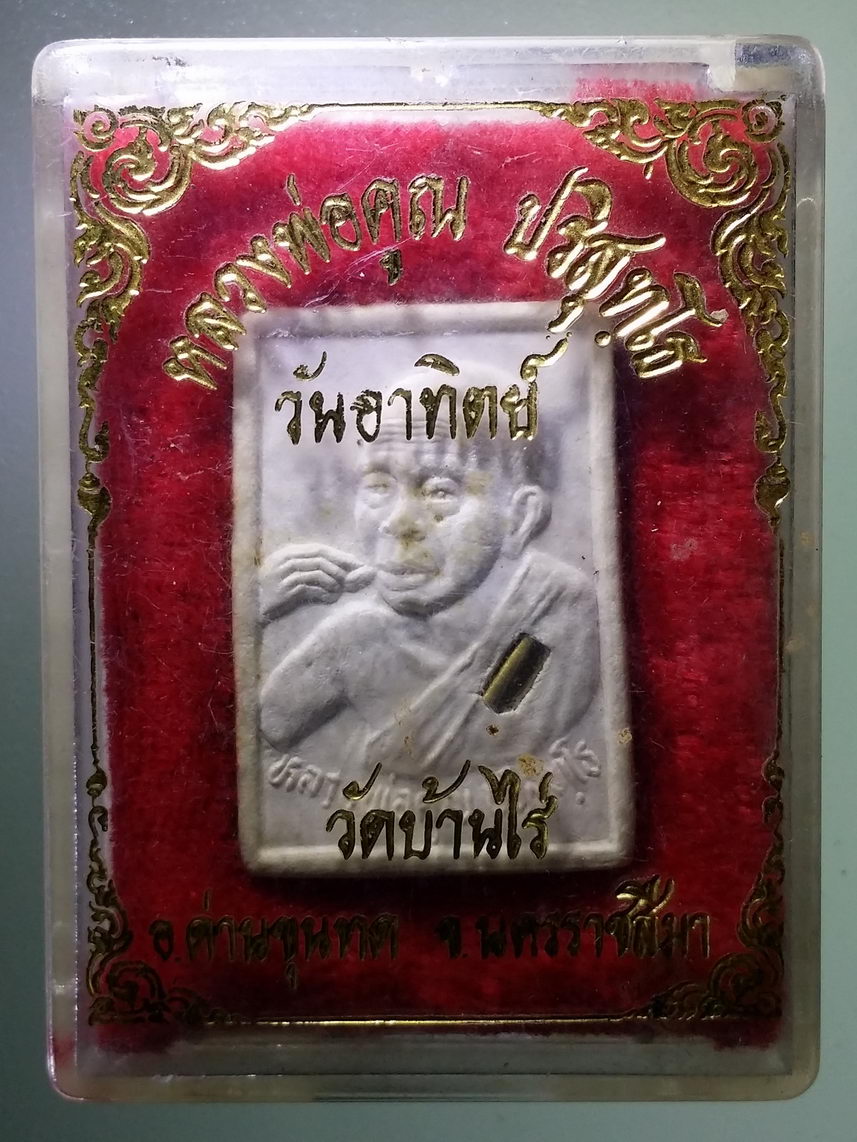 หลวงพ่อคูณ ปริสุทฺโธ
วันอาทิตย์
วัดบ้านไร่
อ.ด่านขุนทด จ.นครราชสีมา